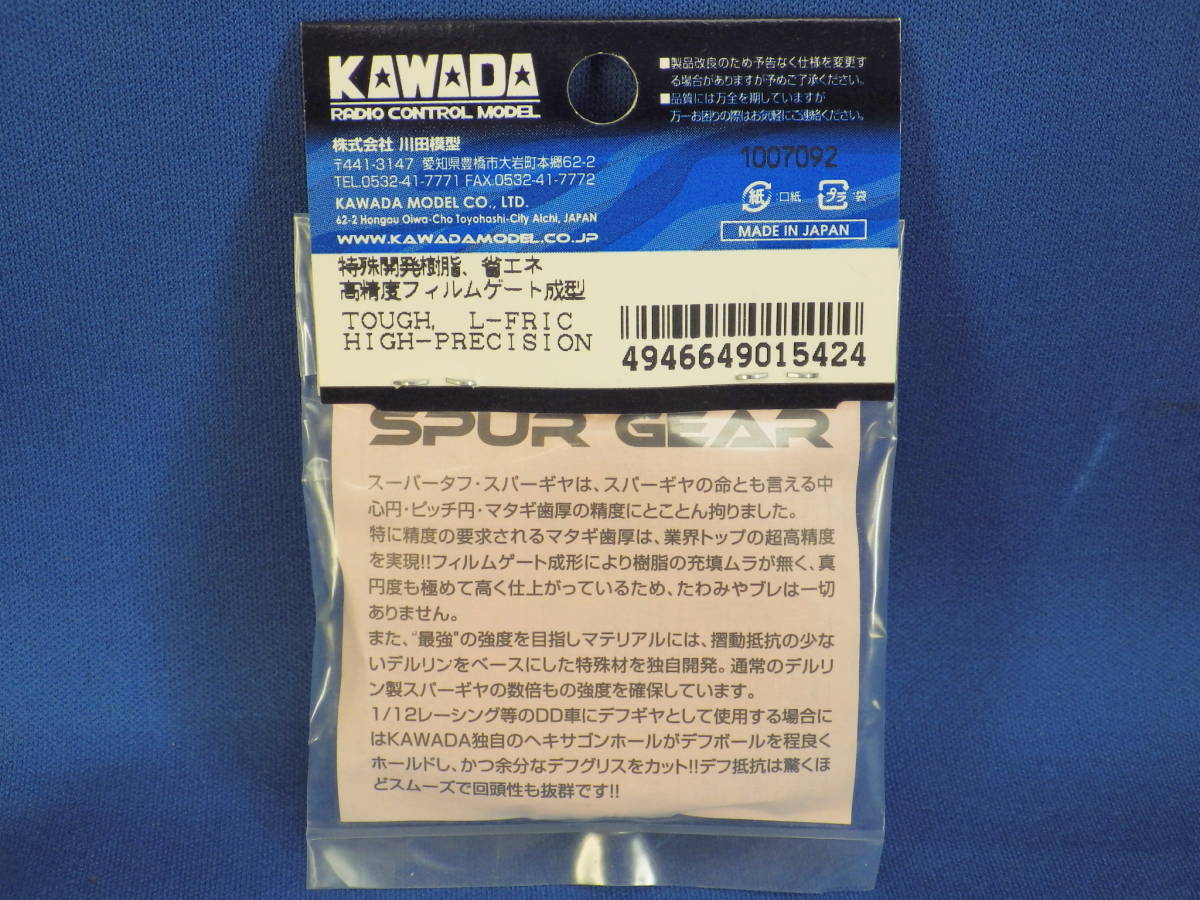 KAWADA
RADIO CONTROL MODEL
■製品改良のため予告なく仕様を変更す
る場合がありますが予めご了承ください。
■品質には万全を期していますが
万一お困りの際はお気軽にご連絡ください。
株式会社 川田模型
〒441-3147 愛知県豊橋市大岩町本郷62-2
TEL.0532-41-7771 FAX.0532-41-7772
KAWADA MODEL CO., LTD.
62-2 Hongau Oiwa-Cho Toyohashi-City Aichi, JAPAN
WWW.KAWADAMODEL.CO.JP
1007092
紙:口紙 プラ:袋
MADE IN JAPAN
特殊開発樹脂、省エネ
高精度フィルムゲート成型
TOUGH, L-FRIC
HIGH-PRECISION
4946649015424
SPUR GEAR
スーパータフ・スパーギヤは、スパーギヤの命とも言える中
心円・ピッチ円・マタギ歯厚の精度にとことん拘りました。
特に精度の要求されるマタギ歯厚は、業界トップの超高精度
を実現!!フィルムゲート成形により樹脂の充填ムラが無く、真
円度も極めて高く仕上がっているため、たわみやブレは一切
ありません。
また、"最強"の強度を目指しマテリアルには、摺動抵抗の少な
いデルリンをベースにした特殊材を独自開発。通常のデルリ
ン製スパーギヤの数倍もの強度を確保しています。
1/12レーシング等のDD車にデフギヤとして使用する場合に
はKAWADA独自のヘキサゴンホールがデフボールを程良く
ホールドし、かつ余分なデフグリスをカット!!デフ抵抗は驚くほ
どスムーズで回頭性も抜群です!!